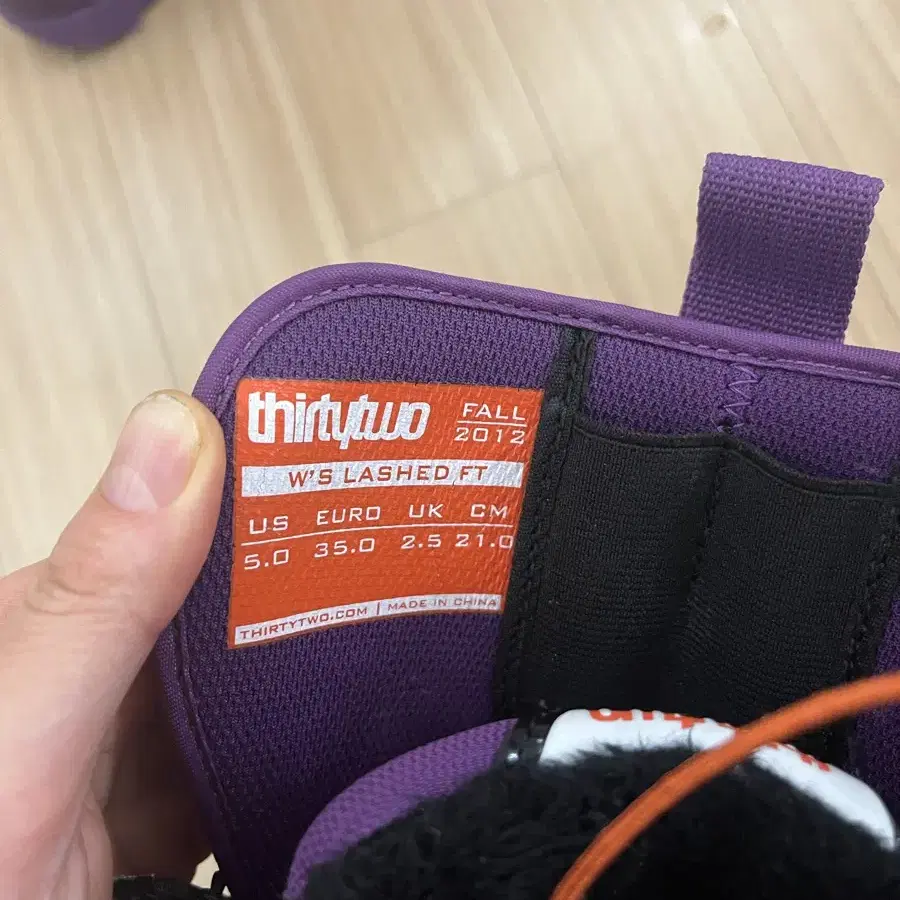 thirtytwo FALL
2012
W'S LASHED FT
US EURO UK CM
5.0 35.0 2.5 21.0
THIRTYTWO.COM | MADE IN CHINA